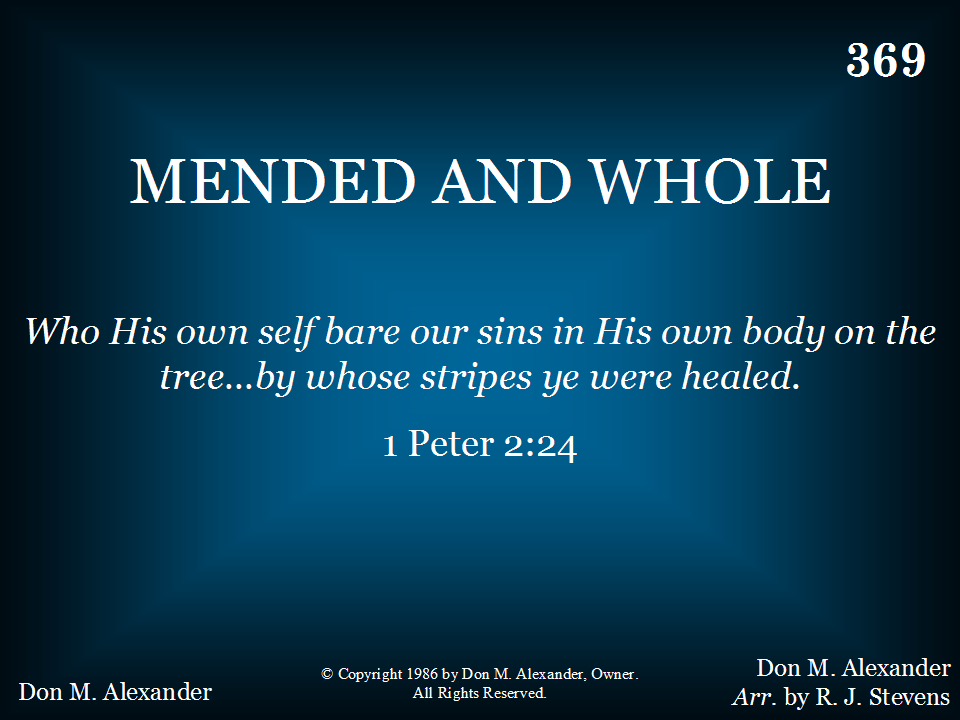 369
MENDED AND WHOLE
Who His own self bare our sins in His own body on the
tree...by whose stripes ye were healed.
1 Peter 2:24
Don M. Alexander
© Copyright 1986 by Don M. Alexander, Owner.
All Rights Reserved.
Don M. Alexander
Arr. by R. J. Stevens